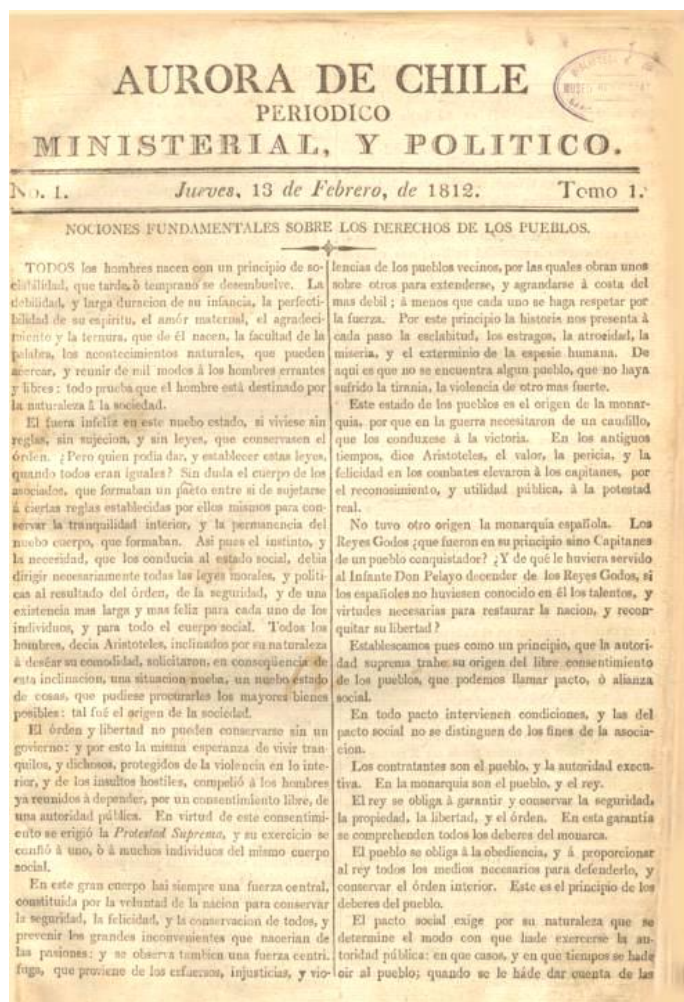 AURORA DE CHILE
PERIODICO
MINISTERIAL, Y POLITICO.
No. 1. Jueves, 13 de Febrero, de 1812. Tomo 1.
NOCIONES FUNDAMENTALES SOBRE LOS DERECHOS DE LOS PUEBLOS.
TODOS los hombres nacen con un principio de so-
ciabilidad, que tarde, ò temprano se desembuelve. La
debilidad, y larga duracion de su infancia, la perfecti-
bilidad de su espiritu, el amór maternal, el agradeci-
miento y la ternura, que de él nacen, la facultad de la
palabra, los acontecimientos naturales, que pueden
acercar, y reunir de mil modos à los hombres errantes
y libres: todo prueba que el hombre está destinado por
la naturaleza à la sociedad.
El fuera infeliz en este nuebo estado, si viviese sin
reglas, sin sujecion, y sin leyes, que conservasen el
órden. ¿Pero quien podia dar, y establecer estas leyes,
quando todos eran iguales? Sin duda el cuerpo de los
asociados, que formaban un pacto entre si de sujetarse
à ciertas reglas establecidas por ellos mismos para con-
servar la tranquilidad interior, y la permanencia del
nuebo cuerpo, que formaban. Asi pues el instinto, y
la necesidad, que los conducia al estado social, debia
dirigir necesariamente todas las leyes morales, y politi-
cas al resultado del órden, de la seguridad, y de una
existencia mas larga y mas feliz para cada uno de los
individuos, y para todo el cuerpo social. Todos los
hombres, decia Aristoteles, inclinados por su naturaleza
à deséar su comodidad, solicitaron, en conseqüencia de
esta inclinacion, una situacion nueba, un nuebo estado
de cosas, que pudiese procurarles los mayores bienes
posibles: tal fué el origen de la sociedad.
El órden y libertad no pueden conservarse sin un
govierno: y por esto la misma esperanza de vivir tran-
quilos, y dichosos, protegidos de la violencia en lo inte-
rior, y de los insultos hostiles, compelió à los hombres
ya reunidos à depender, por un consentimiento libre, de
una autoridad pública. En virtud de este consentimi-
ento se erigió la Protestad Suprema, y su exercicio se
confió à uno, ò à muchos individuos del mismo cuerpo
social.
En este gran cuerpo hai siempre una fuerza central,
constituida por la voluntad de la nacion para conservar
la seguridad, la felicidad, y la conservacion de todos, y
prevenir los grandes inconvenientes que nacerian de
las pasiones: y se observa tambien una fuerza centri-
fuga, que proviene de los esfuersos, injusticias, y vio-
lencias de los pueblos vecinos, por las quales obran unos
sobre otros para extenderse, y agrandarse à costa del
mas debil; à menos que cada uno se haga respetar por
la fuerza. Por este principio la historia nos presenta à
cada paso la esclabitud, los estragos, la atrocidad, la
miseria, y el exterminio de la espesie humana. De
aqui es que no se encuentra algun pueblo, que no haya
sufrido la tirania, la violencia de otro mas fuerte.
Este estado de los pueblos es el origen de la monar-
quia, por que en la guerra necesitaron de un caudillo,
que los conduxese à la victoria. En los antiguos
tiempos, dice Aristoteles, el valor, la pericia, y la
felicidad en los combates elevaron à los capitanes, por
el reconosimiento, y utilidad pública, à la potestad
real.
No tuvo otro origen la monarquia española. Los
Reyes Godos ¿que fueron en su principio sino Capitanes
de un pueblo conquistador? ¿Y de qué le huviera servido
al Infante Don Pelayo decender de los Reyes Godos, si
los españoles no huviesen conocido en él los talentos, y
virtudes necesarias para restaurar la nacion, y recon-
quitar su libertad?
Establescamos pues como un principio, que la autori-
dad suprema trahe su origen del libre consentimiento
de los pueblos, que podemos llamar pacto, ò alianza
social.
En todo pacto intervienen condiciones, y las del
pacto social no se distinguen de los fines de la asocia-
cion.
Los contratantes son el pueblo, y la autoridad execu-
tiva. En la monarquia son el pueblo, y el rey.
El rey se obliga à garantir y conservar la seguridad,
la propiedad, la libertad, y el órden. En esta garantia
se comprehenden todos los deberes del monarca.
El pueblo se obliga à la obediencia, y à proporcionar
al rey todos los medios necesarios para defenderlo, y
conservar el órden interior. Este es el principio de los
deberes del pueblo.
El pacto social exige por su naturaleza que se
determine el modo con que hade exercerse la au-
toridad pública: en que casos, y en que tiempos se hade
oir al pueblo; quando se le háde dar cuenta de las